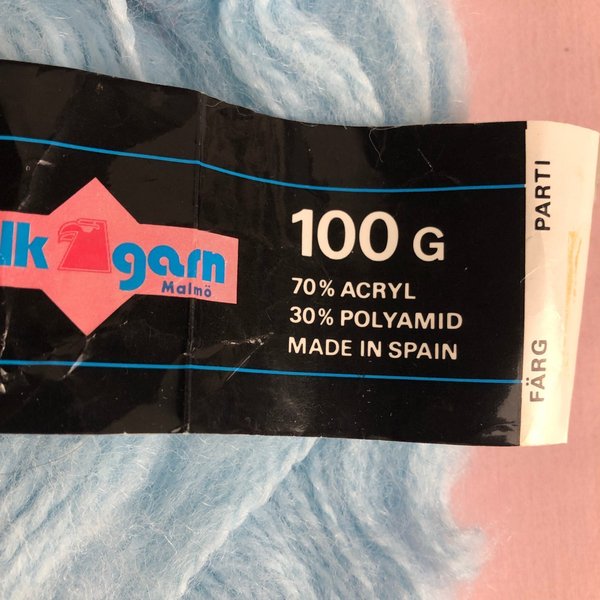 lk garn
Malmö
100 G
70% ACRYL
30% POLYAMID
MADE IN SPAIN
PARTI
FÄRG